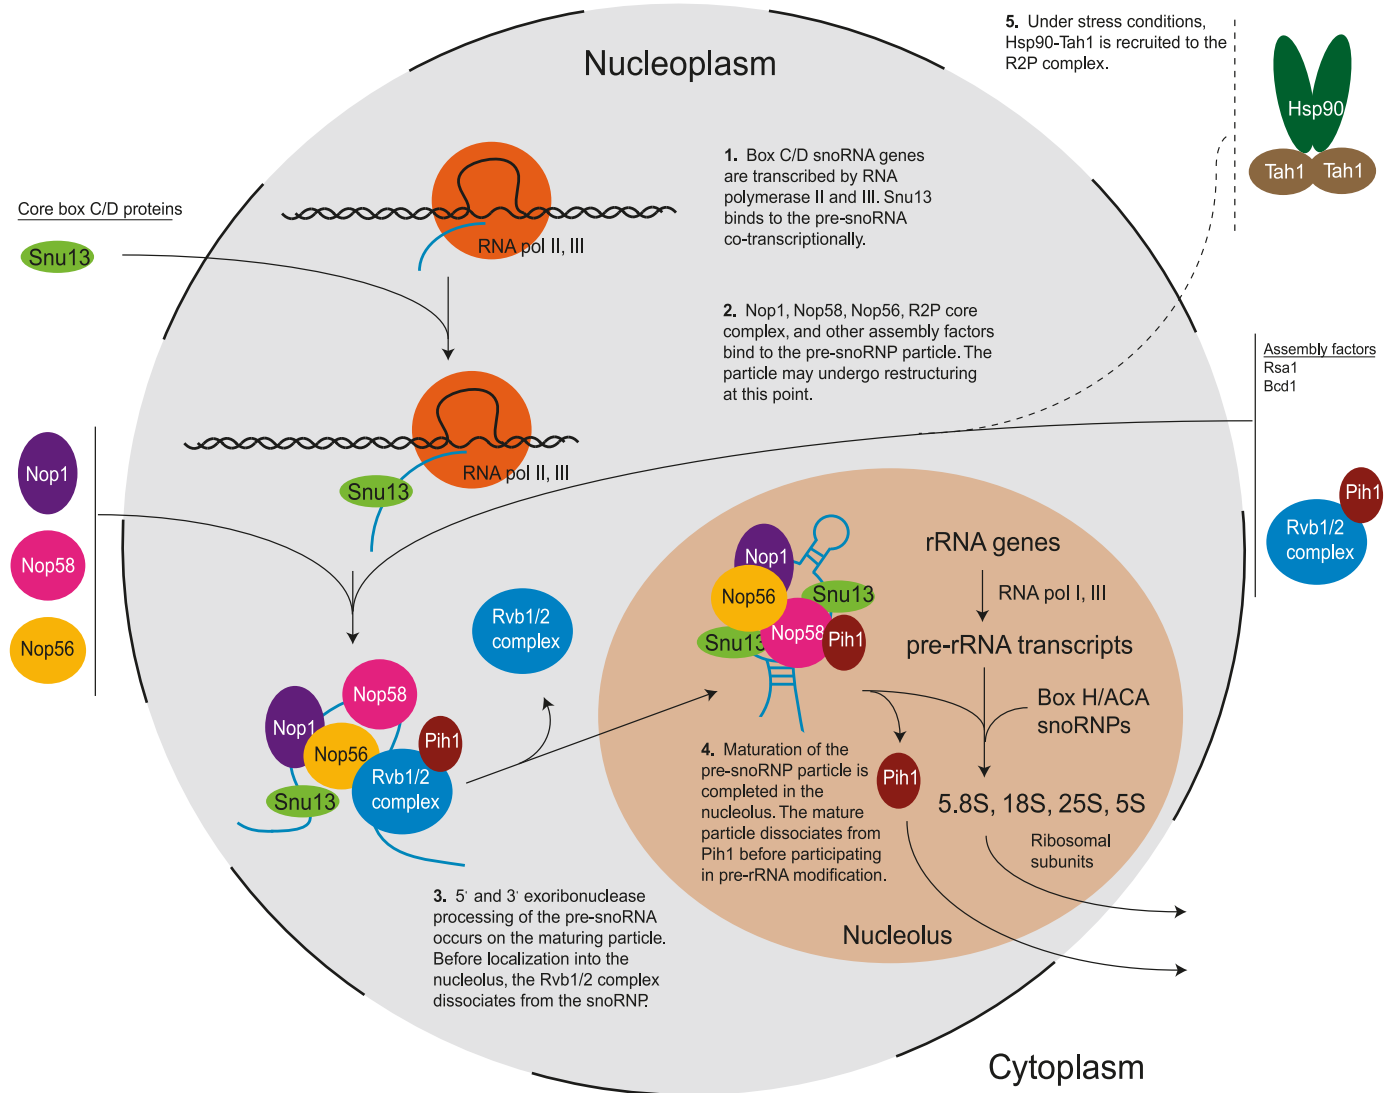 Nucleoplasm
5. Under stress conditions,
Hsp90-Tah1 is recruited to the
R2P complex.
Hsp90
Tah1
Tah1
1. Box C/D snoRNA genes
are transcribed by RNA
polymerase II and III. Snu13
binds to the pre-snoRNA
co-transcriptionally.
Core box C/D proteins
Snu13
RNA pol II, III
2. Nop1, Nop58, Nop56, R2P core
complex, and other assembly factors
bind to the pre-snoRNP particle. The
particle may undergo restructuring
at this point.
Assembly factors
Rsa1
Bcd1
Snu13
RNA pol II, III
Nop1
Nop58
Nop56
Pih1
Rvb1/2
complex
Rvb1/2
complex
Nop1
Nop56
Snu13
Snu13
Nop58
Pih1
rRNA genes
RNA pol I, III
pre-rRNA transcripts
Box H/ACA
snoRNPs
Nop58
Nop1
Nop56
Pih1
Rvb1/2
complex
Snu13
4. Maturation of the
pre-snoRNP particle is
completed in the
nucleolus. The mature
particle dissociates from
Pih1 before participating
in pre-rRNA modification.
Pih1
5.8S, 18S, 25S, 5S
Ribosomal
subunits
3. 5' and 3' exoribonuclease
processing of the pre-snoRNA
occurs on the maturing particle.
Before localization into the
nucleolus, the Rvb1/2 complex
dissociates from the snoRNP.
Nucleolus
Cytoplasm